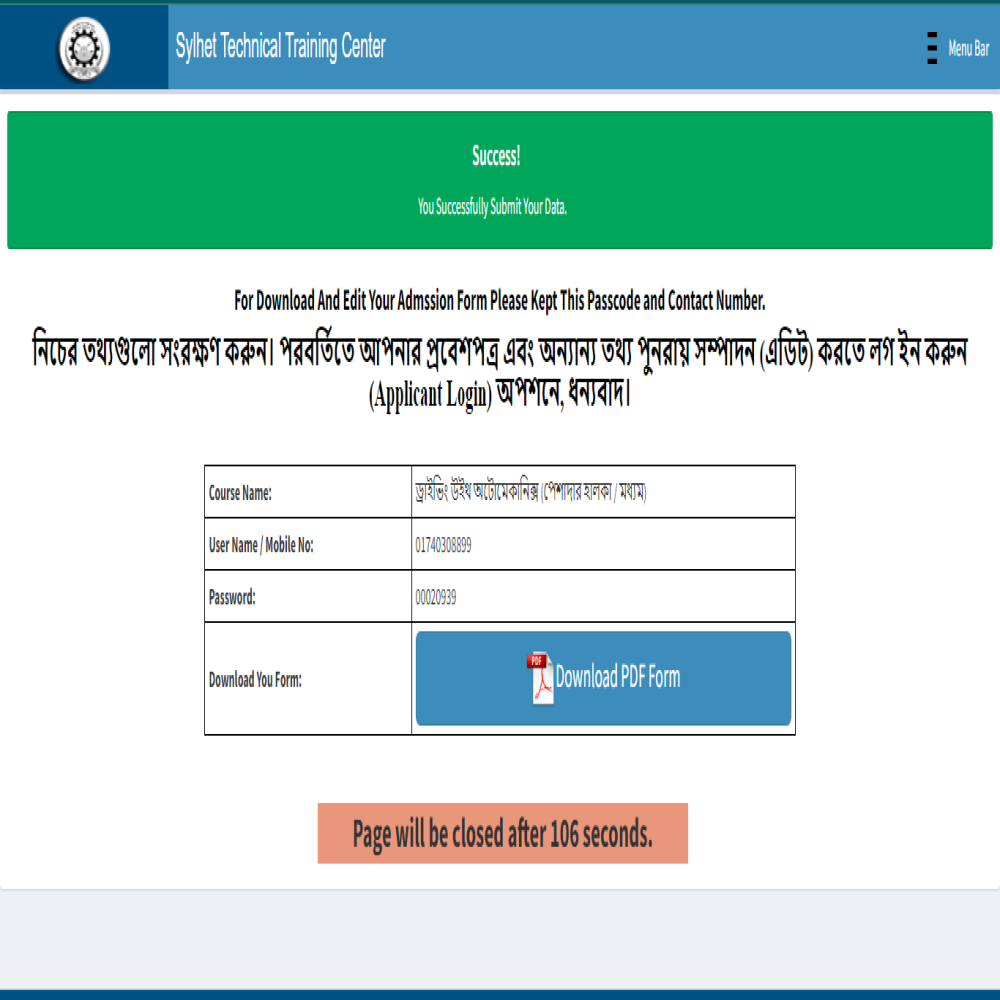 Sylhet Technical Training Center
Menu Bar
Success!
You Successfully Submit Your Data.
For Download And Edit Your Admssion Form Please Kept This Passcode and Contact Number.
নিচের তথ্যগুলো সংরক্ষণ করুন। পরবর্তিতে আপনার প্রবেশপত্র এবং অন্যান্য তথ্য পুনরায় সম্পাদন (এডিট) করতে লগ ইন করুন
(Applicant Login) অপশনে, ধন্যবাদ।
Course Name: ড্রাইভিং উইথ অটোমেকানিক্স (পেশাদার হালকা / মধ্যম)
User Name / Mobile No: 01740308899
Password: 00020939
Download You Form: PDF Download PDF Form
Page will be closed after 106 seconds.